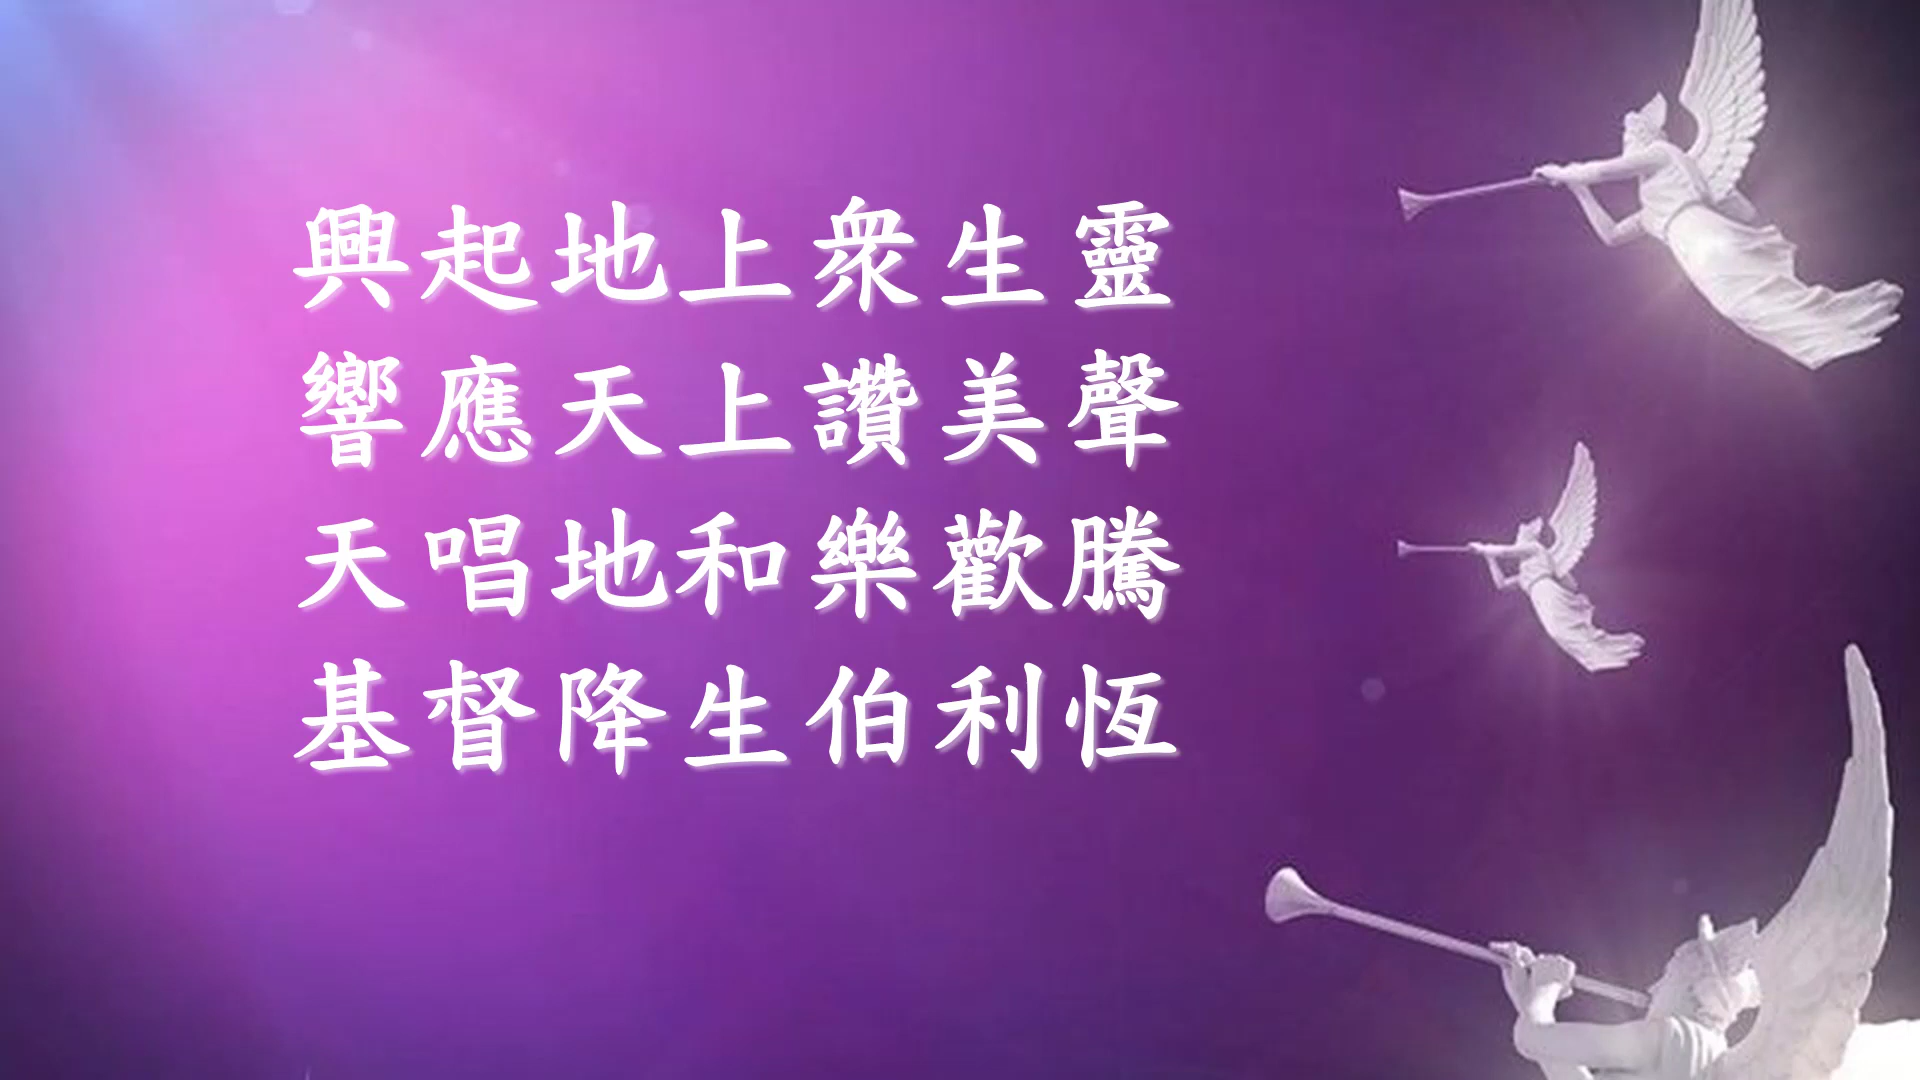 興起地上衆生靈
響應天上讚美聲
天唱地和樂歡騰
基督降生伯利恆